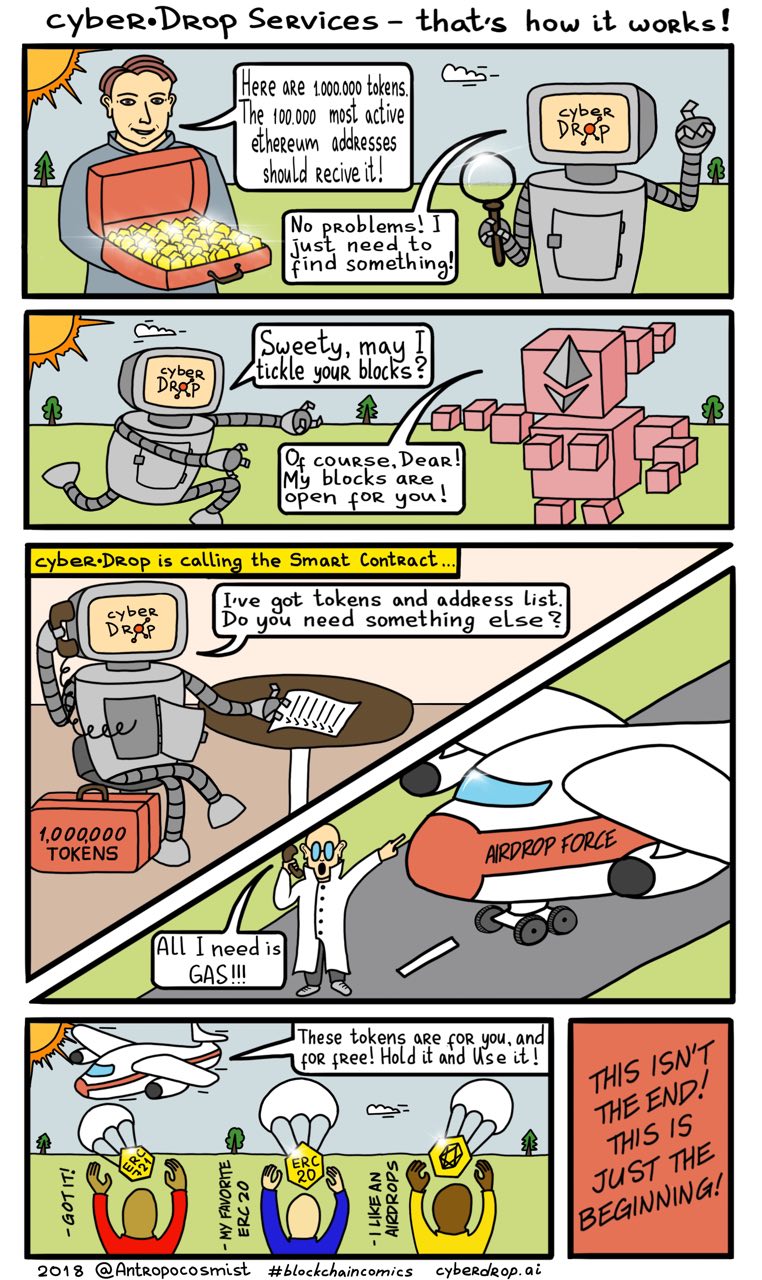 cyber•Drop Services – that's how it works!
Here are 1.000.000 tokens.
The 100.000 most active
ethereum addresses
should recive it!
cyber
DROP
No problems! I
just need to
find something!
cyber
DROP
Sweety, may I
tickle your blocks?
Of course, Dear!
My blocks are
open for you!
cyber•Drop is calling the Smart Contract...
cyber
DROP
I've got tokens and address list.
Do you need something else?
1,000,000
TOKENS
AIRDROP FORCE
All I need is
GAS!!!
These tokens are for you, and
for free! Hold it and Use it!
ERC
721
ERC
20
- GOT IT!
- MY FAVORITE
ERC 20
- I LIKE AN
AIRDROPS
THIS ISN'T
THE END!
THIS IS
JUST THE
BEGINNING!
2018 @Antropocosmist #blockchaincomics cyberdrop.ai